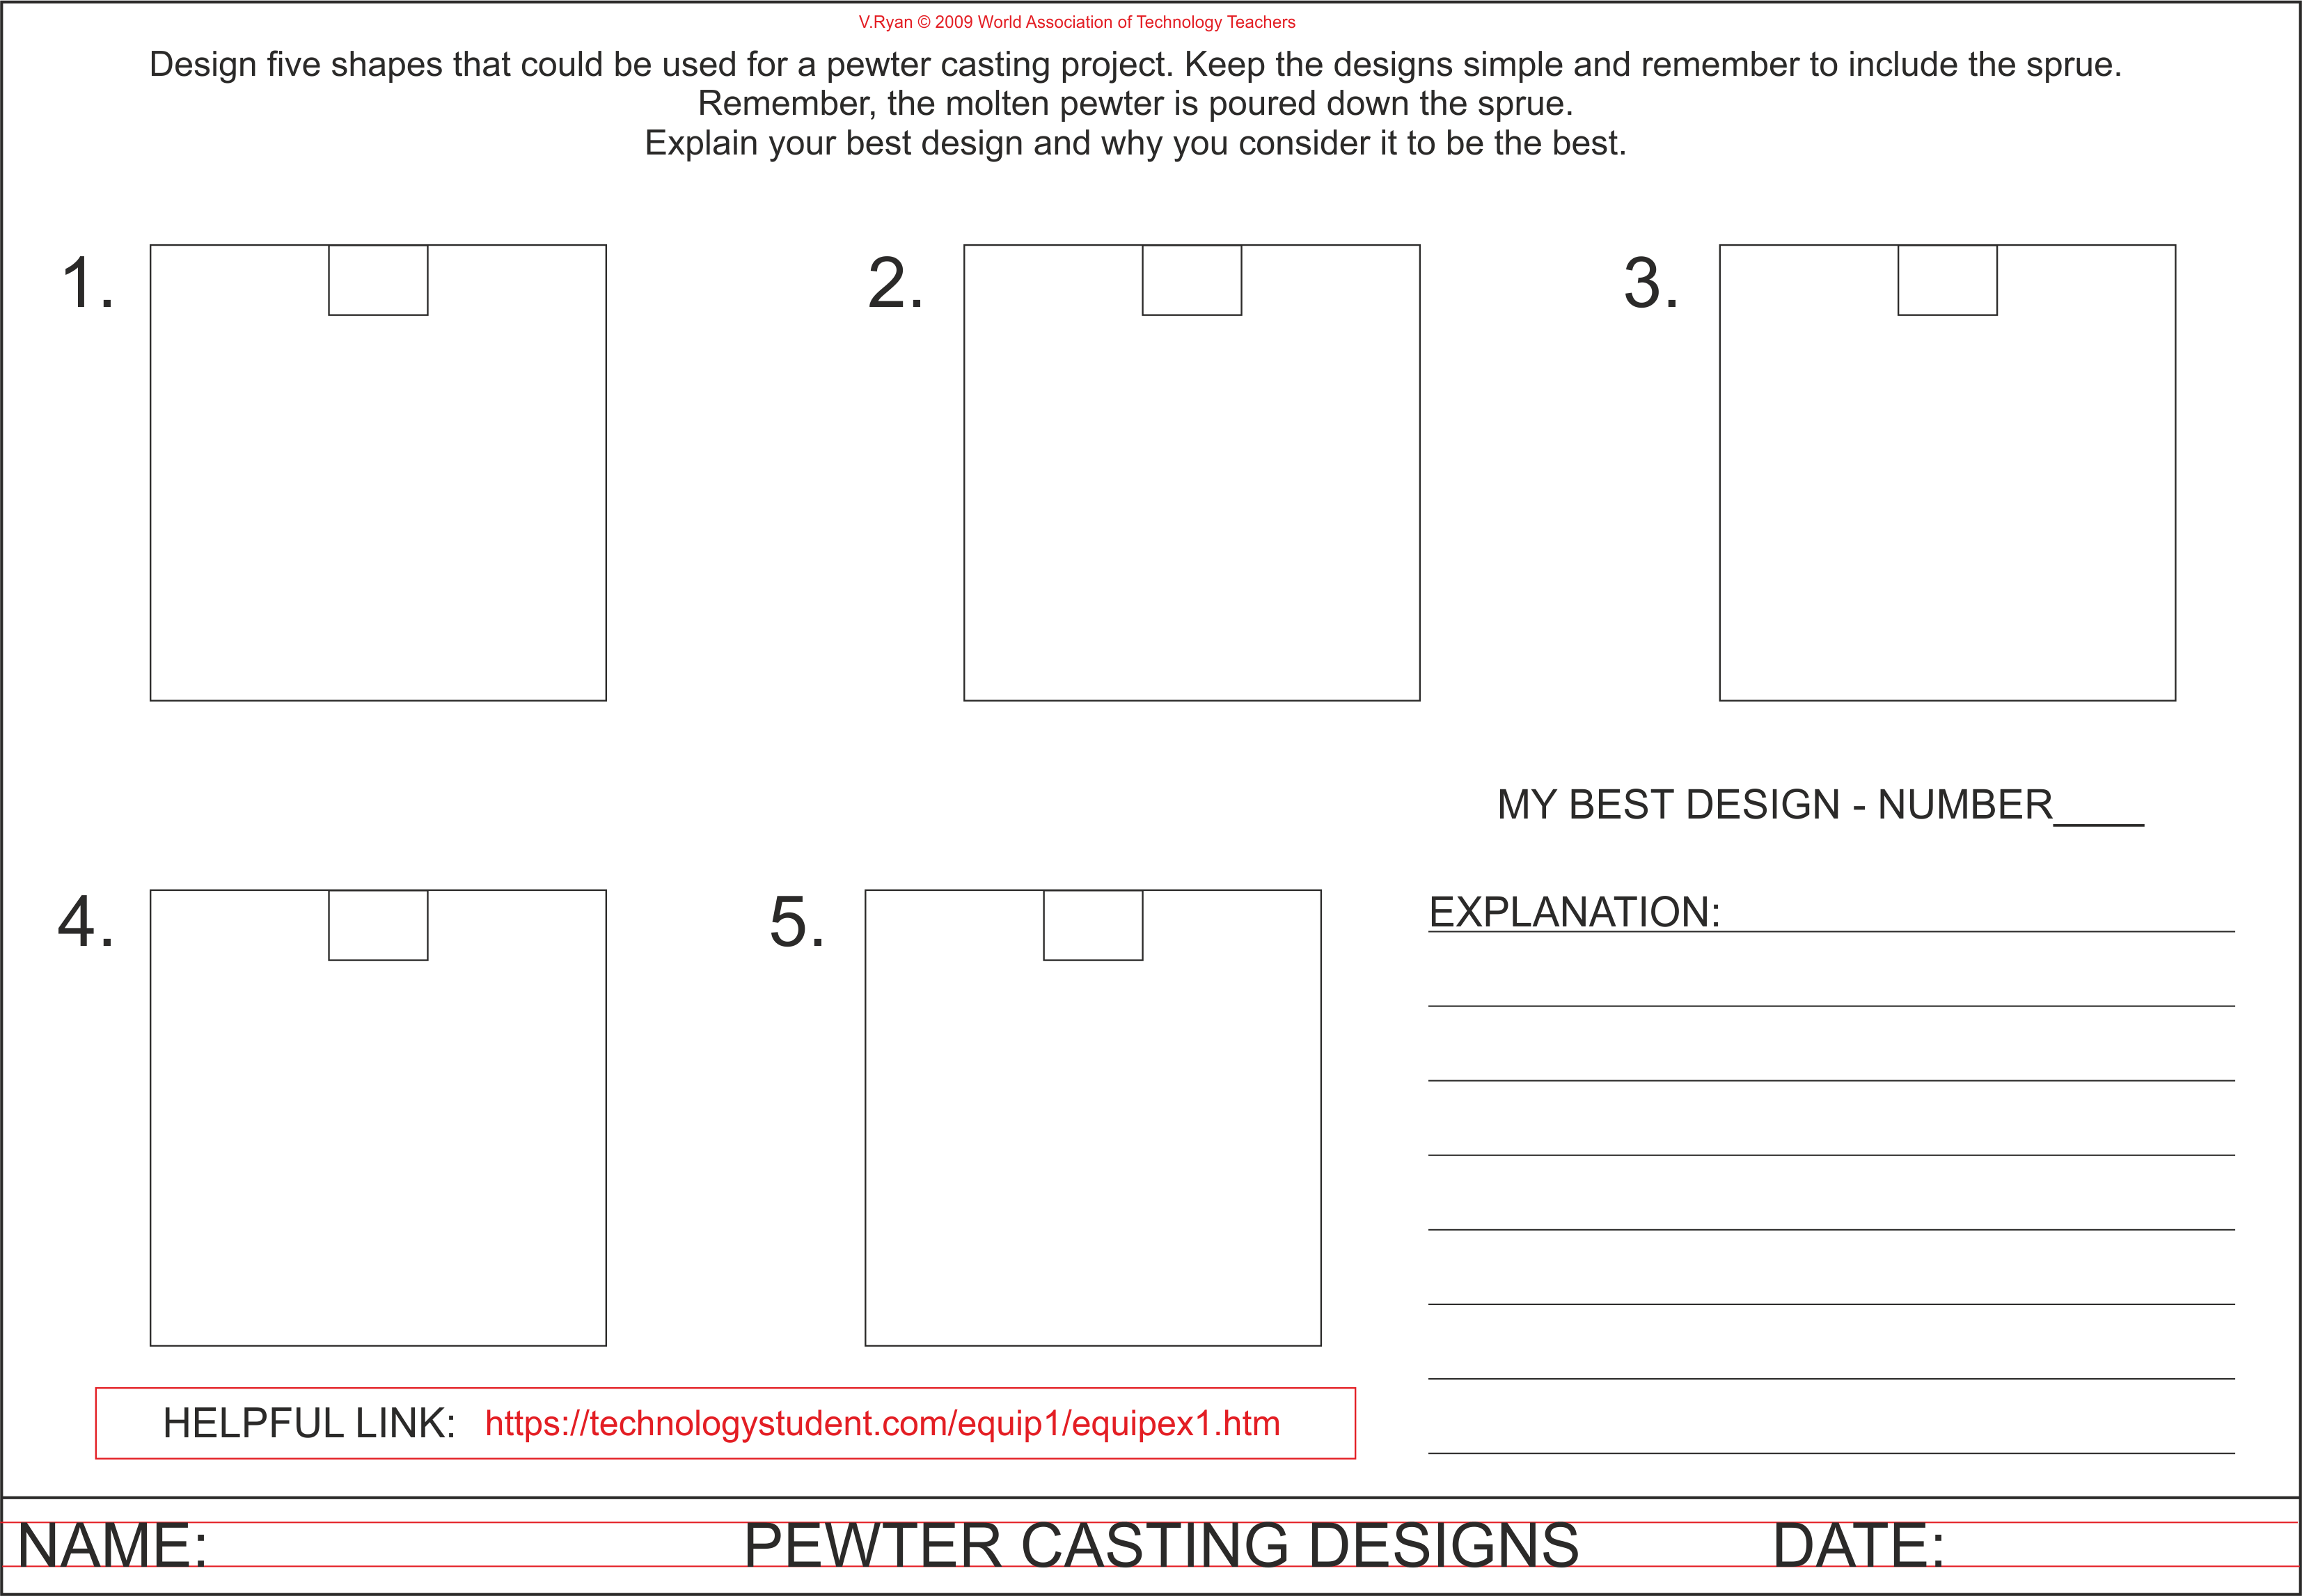 V.Ryan © 2009 World Association of Technology Teachers
Design five shapes that could be used for a pewter casting project. Keep the designs simple and remember to include the sprue.
Remember, the molten pewter is poured down the sprue.
Explain your best design and why you consider it to be the best.
1.
2.
3.
MY BEST DESIGN - NUMBER_____
4.
5.
EXPLANATION:
HELPFUL LINK: https://technologystudent.com/equip1/equipex1.htm
NAME:
PEWTER CASTING DESIGNS
DATE: